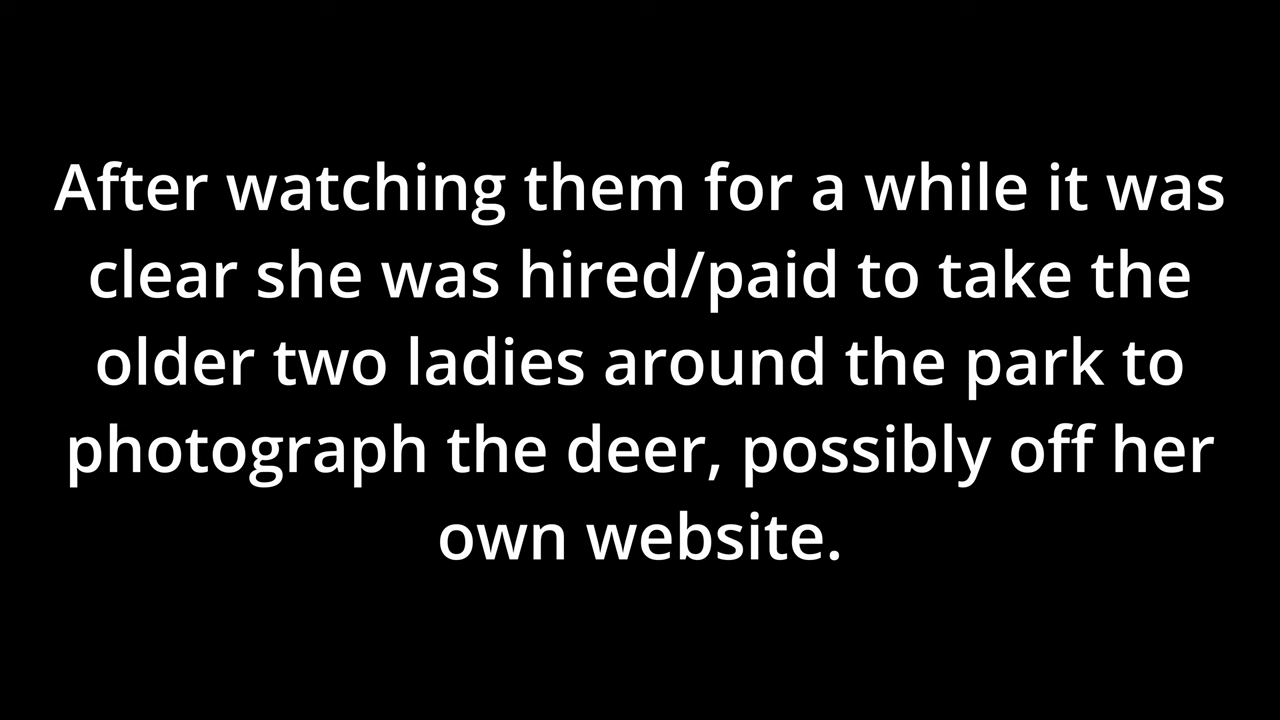 After watching them for a while it was
clear she was hired/paid to take the
older two ladies around the park to
photograph the deer, possibly off her
own website.